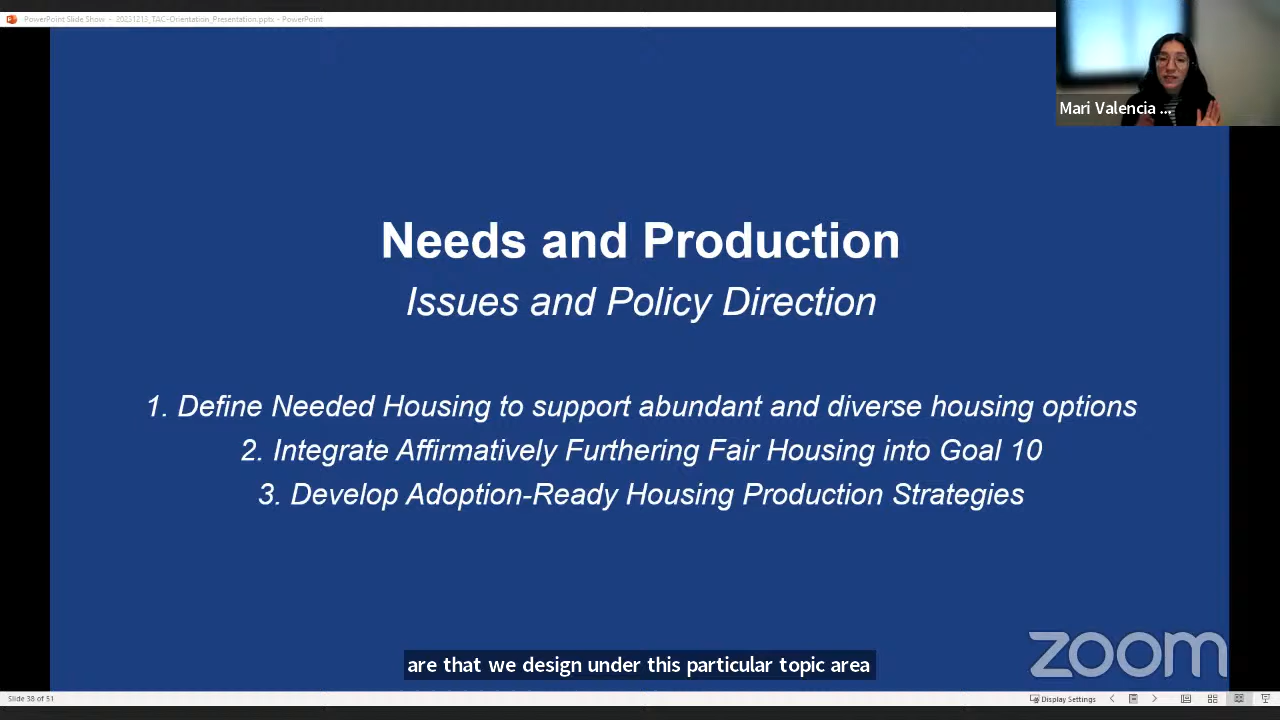 PowerPoint Slide Show - 20231213_TAC-Orientation_Presentation.pptx - PowerPoint
Mari Valencia ...
Needs and Production
Issues and Policy Direction
1. Define Needed Housing to support abundant and diverse housing options
2. Integrate Affirmatively Furthering Fair Housing into Goal 10
3. Develop Adoption-Ready Housing Production Strategies
are that we design under this particular topic area
zoom
Slide 38 of 51
Display Settings